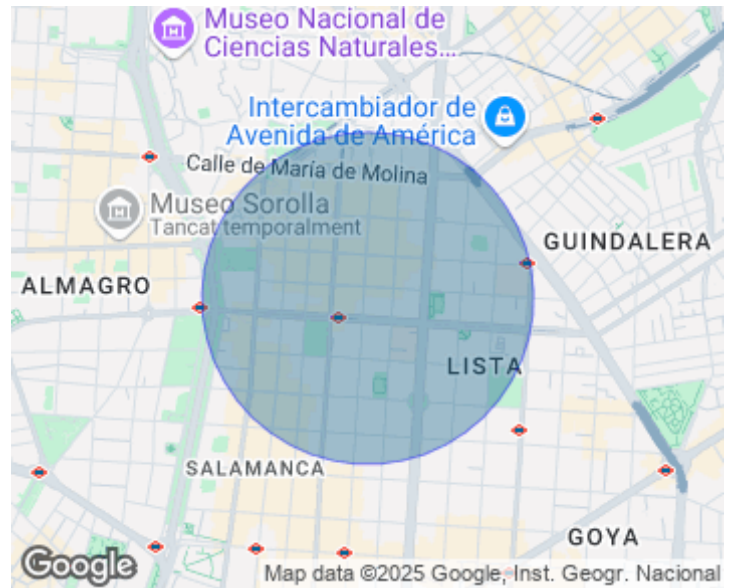 Museo Nacional de
Ciencias Naturales...
Intercambiador de
Avenida de América
Calle de María de Molina
Museo Sorolla
Tancat temporalment
GUINDALERA
ALMAGRO
LISTA
SALAMANCA
GOYA
Google
Map data ©2025 Google, Inst. Geogr. Nacional